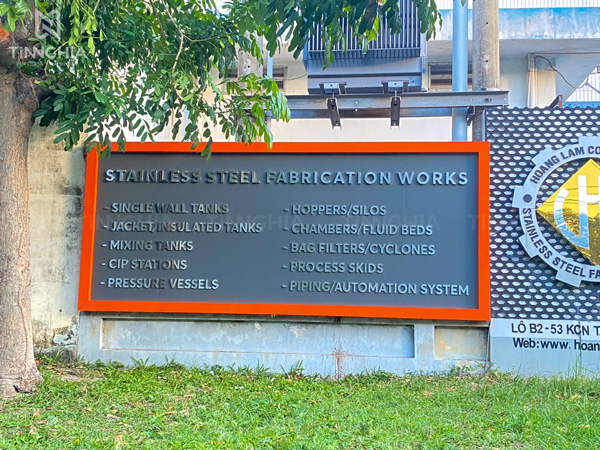 TINNGHIA
STAINLESS STEEL FABRICATION WORKS
- SINGLE WALL TANKS
- JACKET/INSULATED TANKS
- MIXING TANKS
- CIP STATIONS
- PRESSURE VESSELS
- HOPPERS/SILOS
- CHAMBERS/FLUID BEDS
- BAG FILTERS/CYCLONES
- PROCESS SKIDS
- PIPING/AUTOMATION SYSTEM
TINNGHIA
HOANG LAM CO
STAINLESS STEEL FA
LÔ B2 - 53 KCN T
Web: www. hoan